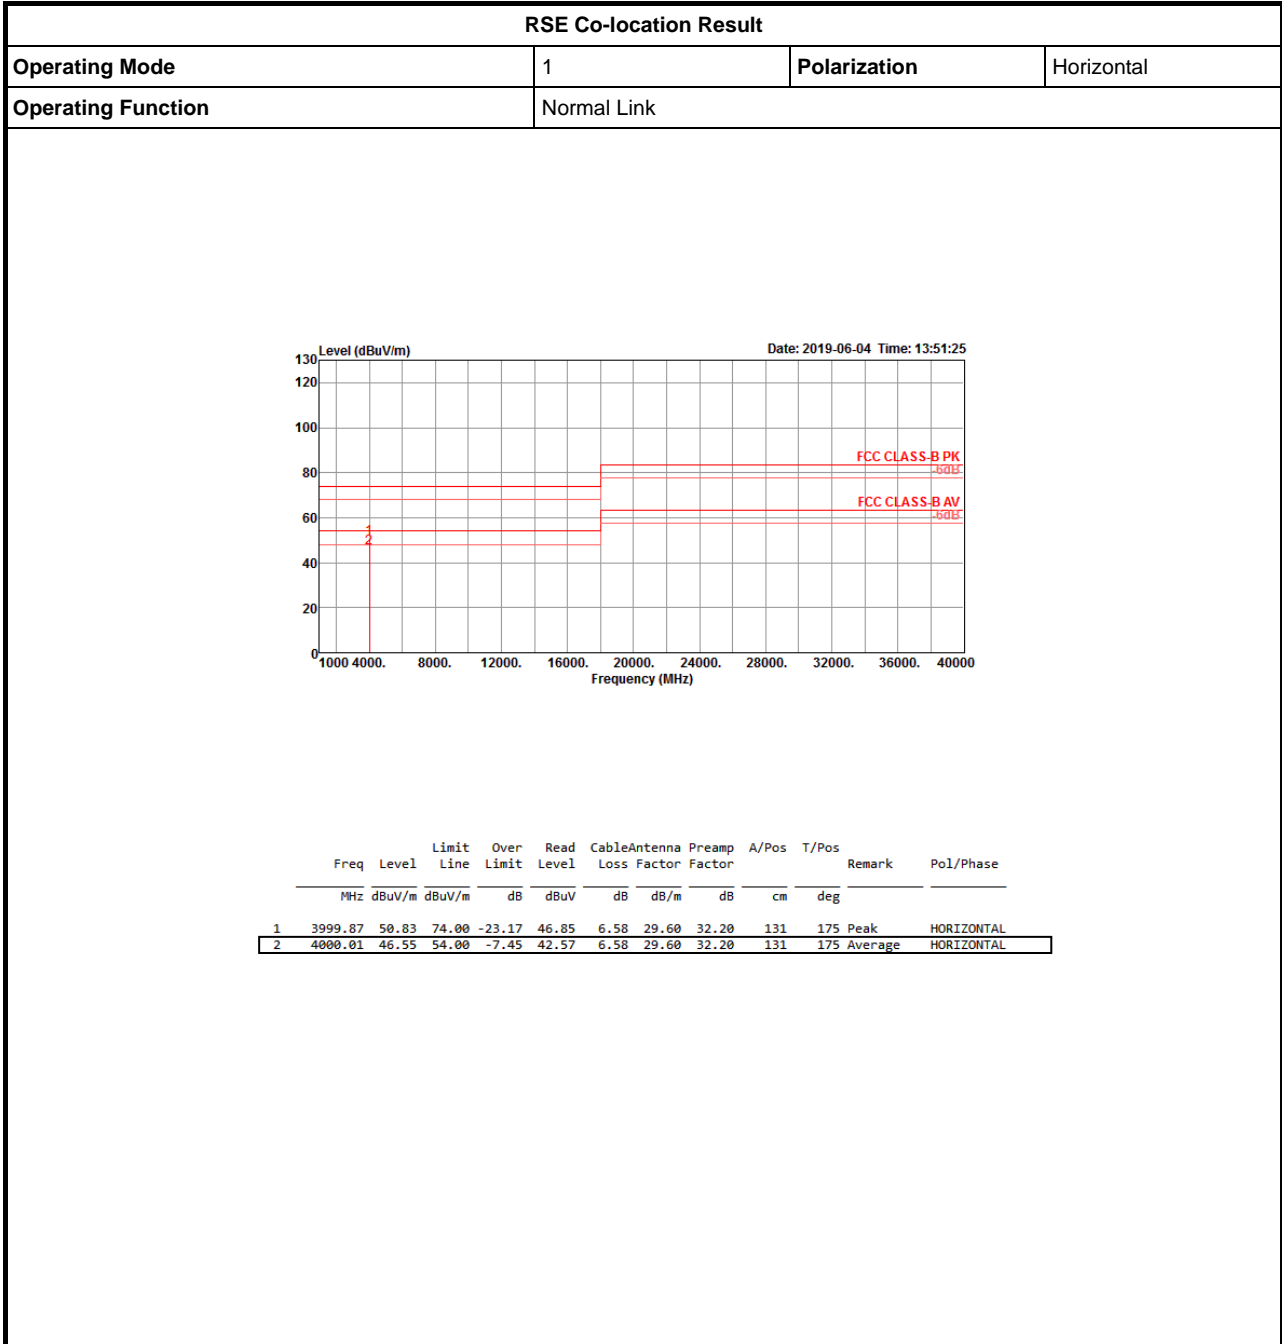 RSE Co-location Result
Operating Mode 1 Polarization Horizontal
Operating Function Normal Link
Level (dBuV/m) Date: 2019-06-04 Time: 13:51:25
130
120
100
FCC CLASS-B PK
80 -6dB
FCC CLASS-B AV
60 -6dB
1
2
40
20
0
1000 4000. 8000. 12000. 16000. 20000. 24000. 28000. 32000. 36000. 40000
Frequency (MHz)
Limit Over Read CableAntenna Preamp A/Pos T/Pos
Freq Level Line Limit Level Loss Factor Factor Remark Pol/Phase
MHz dBuV/m dBuV/m dB dBuV dB dB/m dB cm deg
1 3999.87 50.83 74.00 -23.17 46.85 6.58 29.60 32.20 131 175 Peak HORIZONTAL
2 4000.01 46.55 54.00 -7.45 42.57 6.58 29.60 32.20 131 175 Average HORIZONTAL